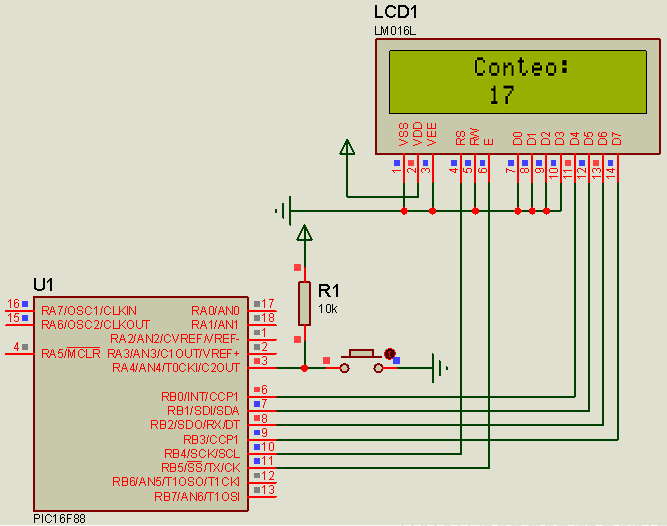 LCD1
LM016L
Conteo:
17
VSS
VDD
VEE
RS
RW
E
D0
D1
D2
D3
D4
D5
D6
D7
1
2
3
4
5
6
7
8
9
10
11
12
13
14
R1
10k
U1
16 RA7/OSC1/CLKIN RA0/AN0 17
15 RA6/OSC2/CLKOUT RA1/AN1 18
RA2/AN2/CVREF/VREF- 1
4 RA5/MCLR RA3/AN3/C1OUT/VREF+ 2
RA4/AN4/T0CKI/C2OUT 3
RB0/INT/CCP1 6
RB1/SDI/SDA 7
RB2/SDO/RX/DT 8
RB3/CCP1 9
RB4/SCK/SCL 10
RB5/SS/TX/CK 11
RB6/AN5/T1OSO/T1CKI 12
RB7/AN6/T1OSI 13
PIC16F88